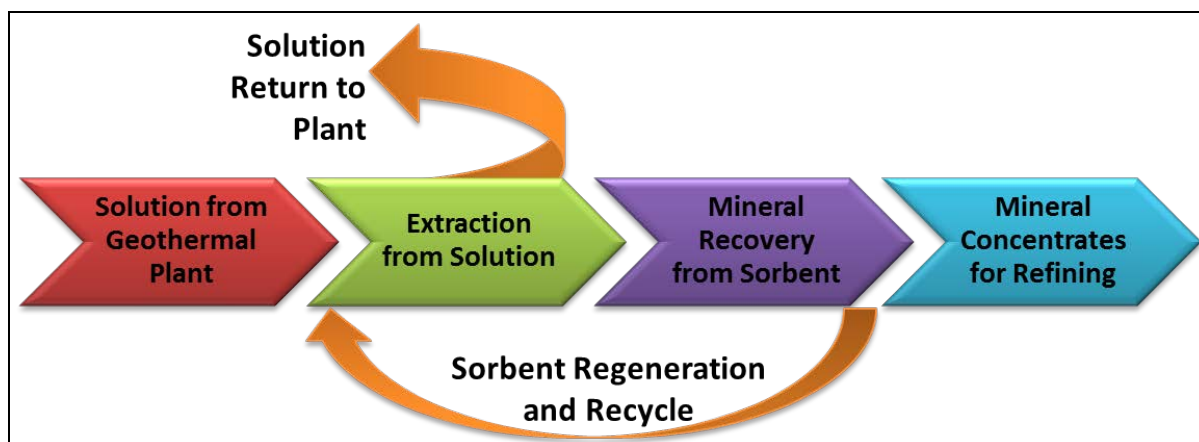 Solution
Return to
Plant
Solution from
Geothermal
Plant
Extraction
from Solution
Mineral
Recovery
from Sorbent
Mineral
Concentrates
for Refining
Sorbent Regeneration
and Recycle